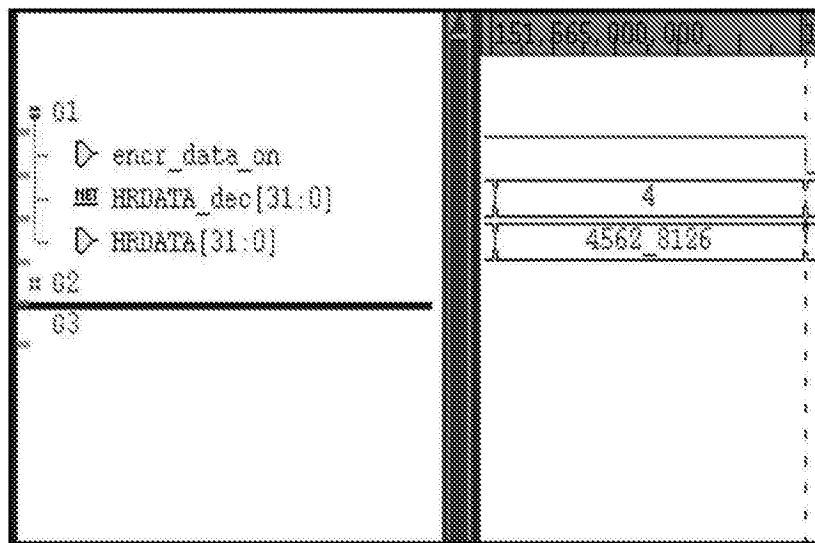 151,565,000,000
G1
encr_data_on
HRDATA_dec[31:0]
4
HRDATA[31:0]
4562_8126
G2
G3